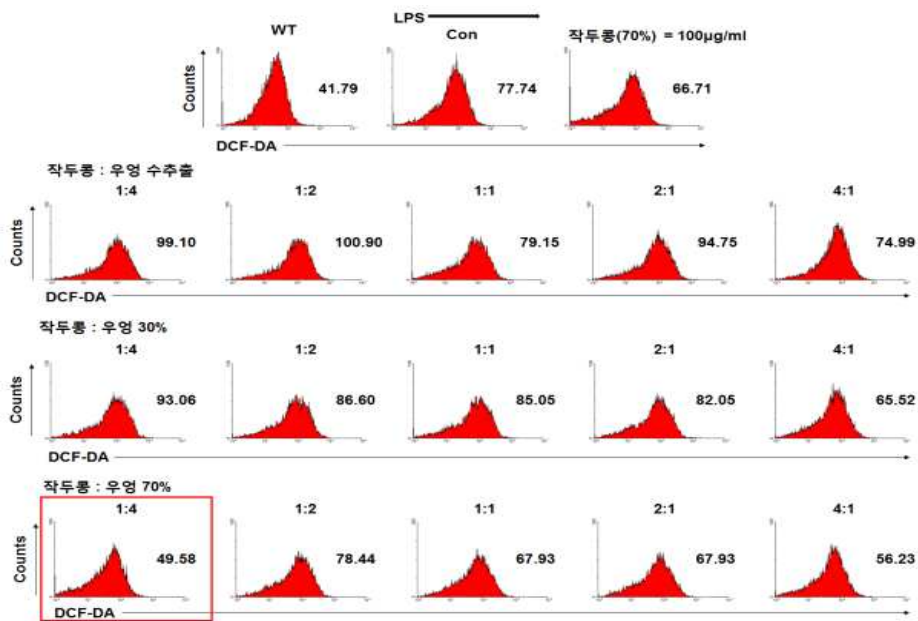 LPS
WT
Con
작두콩(70%) = 100µg/ml
Counts
41.79
77.74
66.71
DCF-DA
작두콩 : 우엉 수추출
1:4
1:2
1:1
2:1
4:1
Counts
99.10
100.90
79.15
94.75
74.99
DCF-DA
작두콩 : 우엉 30%
1:4
1:2
1:1
2:1
4:1
Counts
93.06
86.60
85.05
82.05
65.52
DCF-DA
작두콩 : 우엉 70%
1:4
1:2
1:1
2:1
4:1
Counts
49.58
78.44
67.93
67.93
56.23
DCF-DA